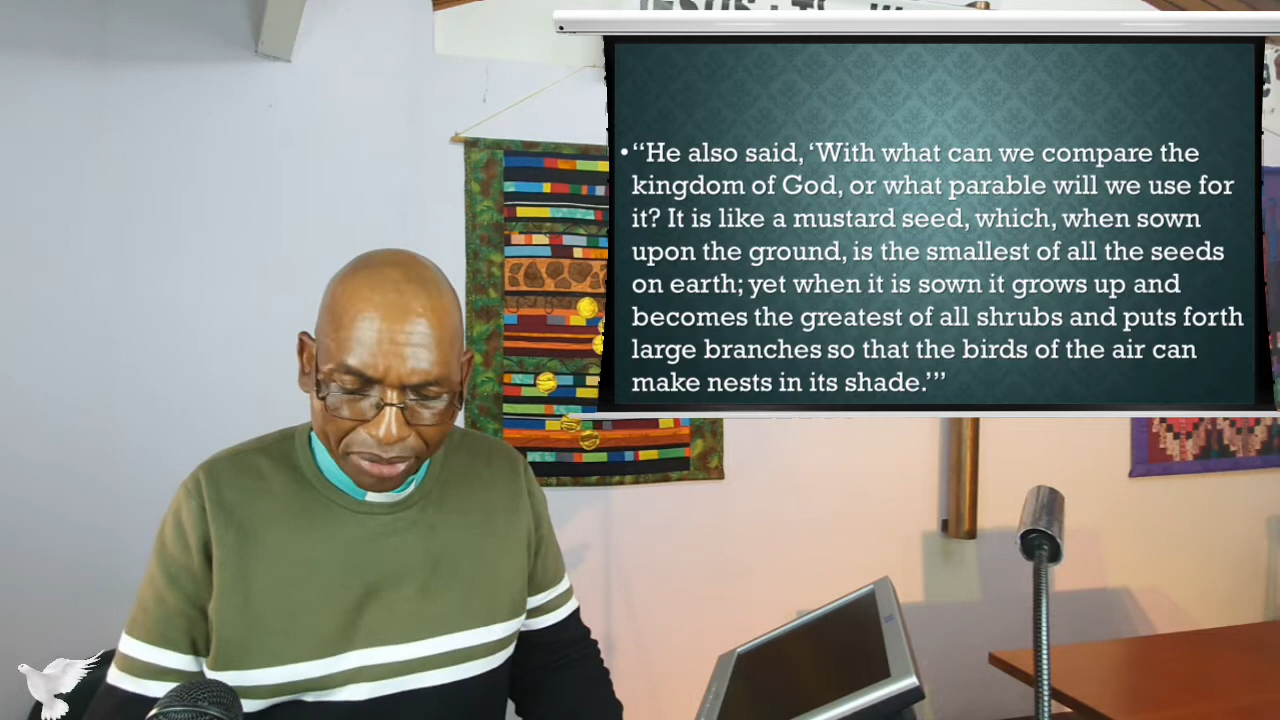 JESUS : THE W
• “He also said, ‘With what can we compare the
kingdom of God, or what parable will we use for
it? It is like a mustard seed, which, when sown
upon the ground, is the smallest of all the seeds
on earth; yet when it is sown it grows up and
becomes the greatest of all shrubs and puts forth
large branches so that the birds of the air can
make nests in its shade.’”